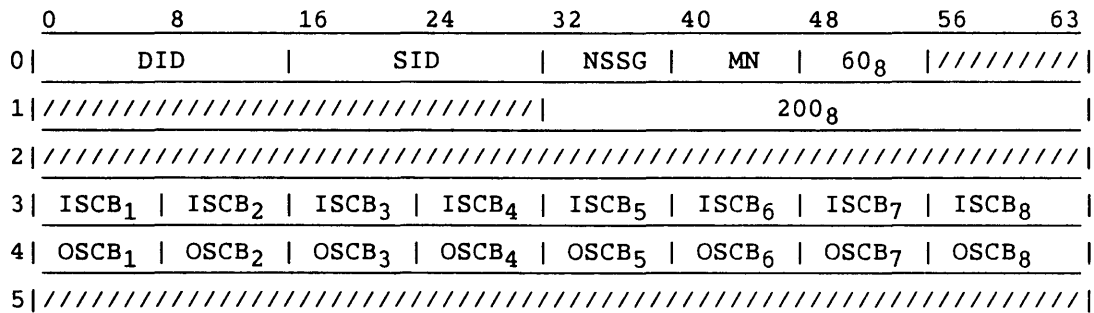 0 8 16 24 32 40 48 56 63
0| DID | SID | NSSG | MN | 60₈ |/////////|
1|///////////////////////////////| 200₈ |
2|/////////////////////////////////////////////////////////////////|
3| ISCB₁ | ISCB₂ | ISCB₃ | ISCB₄ | ISCB₅ | ISCB₆ | ISCB₇ | ISCB₈ |
4| OSCB₁ | OSCB₂ | OSCB₃ | OSCB₄ | OSCB₅ | OSCB₆ | OSCB₇ | OSCB₈ |
5|/////////////////////////////////////////////////////////////////|